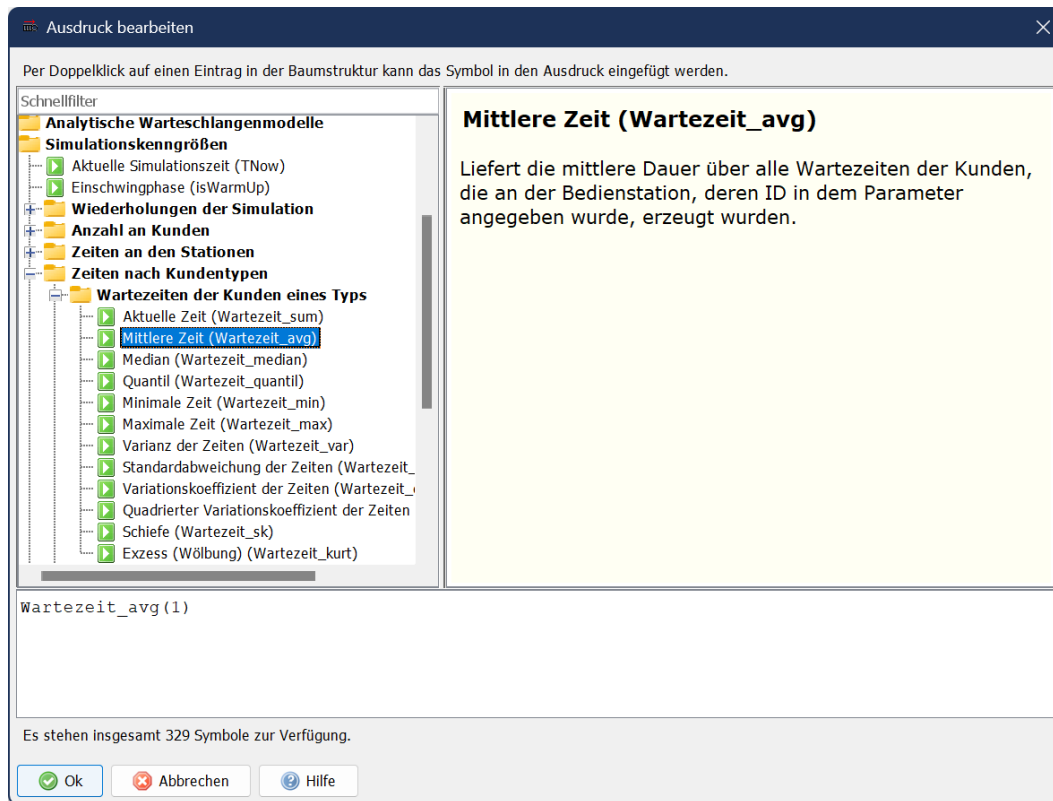 Ausdruck bearbeiten
Per Doppelklick auf einen Eintrag in der Baumstruktur kann das Symbol in den Ausdruck eingefügt werden.
Schnellfilter
Analytische Warteschlangenmodelle
Simulationskenngrößen
Aktuelle Simulationszeit (TNow)
Einschwingphase (isWarmUp)
Wiederholungen der Simulation
Anzahl an Kunden
Zeiten an den Stationen
Zeiten nach Kundentypen
Wartezeiten der Kunden eines Typs
Aktuelle Zeit (Wartezeit_sum)
Mittlere Zeit (Wartezeit_avg)
Median (Wartezeit_median)
Quantil (Wartezeit_quantil)
Minimale Zeit (Wartezeit_min)
Maximale Zeit (Wartezeit_max)
Varianz der Zeiten (Wartezeit_var)
Standardabweichung der Zeiten (Wartezeit_
Variationskoeffizient der Zeiten (Wartezeit_
Quadrierter Variationskoeffizient der Zeiten
Schiefe (Wartezeit_sk)
Exzess (Wölbung) (Wartezeit_kurt)
Mittlere Zeit (Wartezeit_avg)
Liefert die mittlere Dauer über alle Wartezeiten der Kunden,
die an der Bedienstation, deren ID in dem Parameter
angegeben wurde, erzeugt wurden.
Wartezeit_avg(1)
Es stehen insgesamt 329 Symbole zur Verfügung.
Ok
Abbrechen
Hilfe